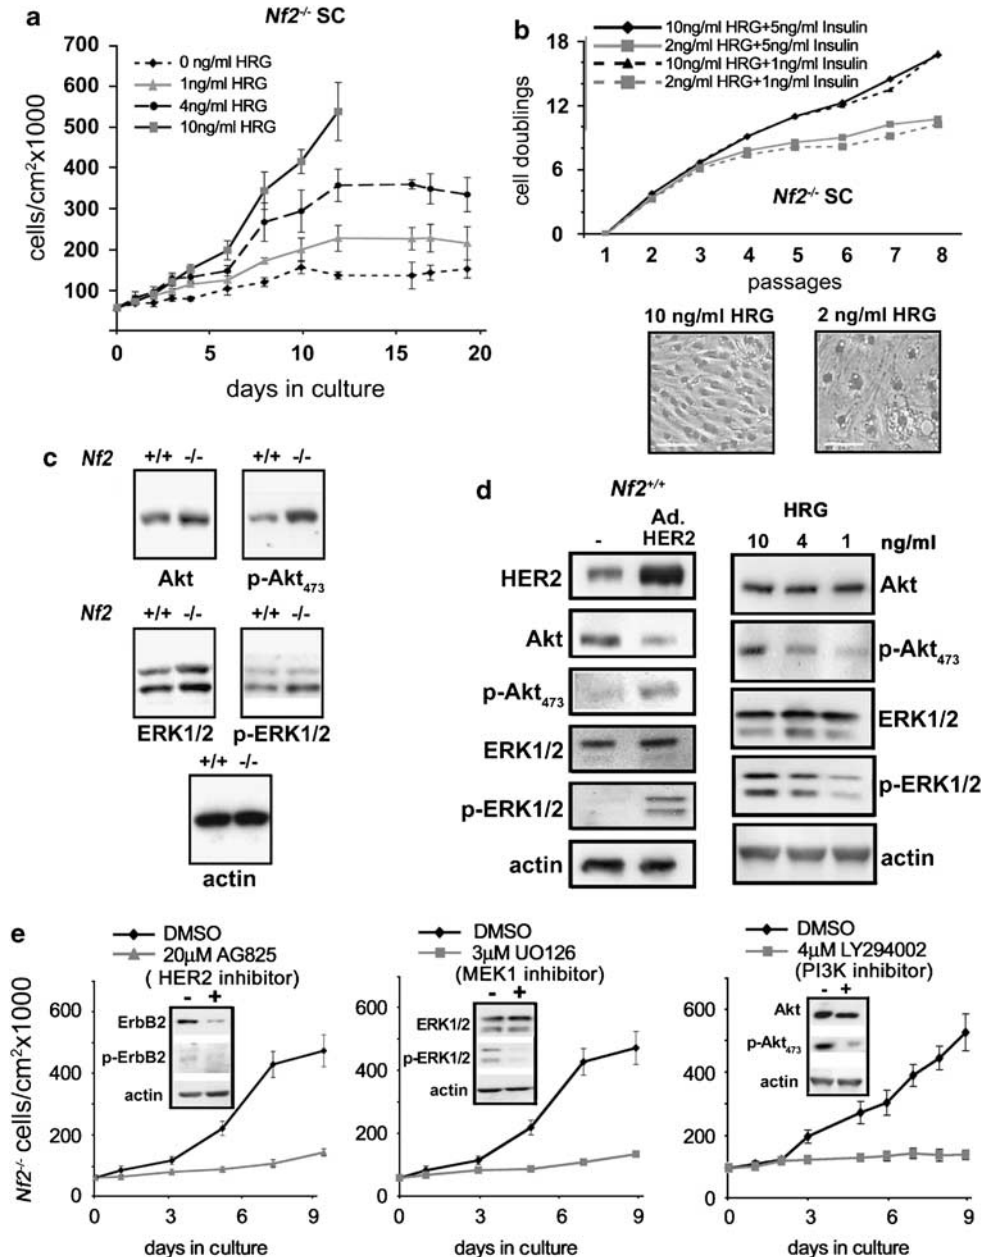 a
Nf2-/- SC
700
600
500
400
300
200
100
cells/cm²x1000
0 ng/ml HRG
1ng/ml HRG
4ng/ml HRG
10ng/ml HRG
0 5 10 15 20
days in culture
b
10ng/ml HRG+5ng/ml Insulin
2ng/ml HRG+5ng/ml Insulin
10ng/ml HRG+1ng/ml Insulin
2ng/ml HRG+1ng/ml Insulin
18
12
6
0
cell doublings
Nf2-/- SC
1 2 3 4 5 6 7 8
passages
10 ng/ml HRG
2 ng/ml HRG
c
Nf2 +/+ -/- +/+ -/-
Akt p-Akt473
Nf2 +/+ -/- +/+ -/-
ERK1/2 p-ERK1/2
+/+ -/-
actin
d
Nf2+/+
- Ad. HER2
HER2
Akt
p-Akt473
ERK1/2
p-ERK1/2
actin
HRG
10 4 1 ng/ml
Akt
p-Akt473
ERK1/2
p-ERK1/2
actin
e
Nf2-/- cells/cm²x1000
DMSO
20µM AG825
( HER2 inhibitor)
- +
ErbB2
p-ErbB2
actin
600
400
200
0
0 3 6 9
days in culture
DMSO
3µM UO126
(MEK1 inhibitor)
- +
ERK1/2
p-ERK1/2
actin
600
400
200
0
0 3 6 9
days in culture
DMSO
4µM LY294002
(PI3K inhibitor)
- +
Akt
p-Akt473
actin
600
400
200
0
0 3 6 9
days in culture